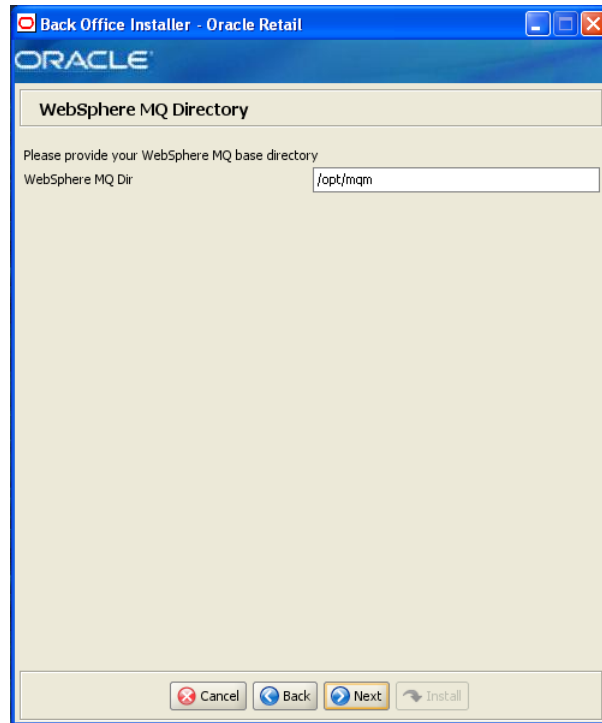 Back Office Installer - Oracle Retail
ORACLE
WebSphere MQ Directory
Please provide your WebSphere MQ base directory
WebSphere MQ Dir /opt/mqm
Cancel Back Next Install